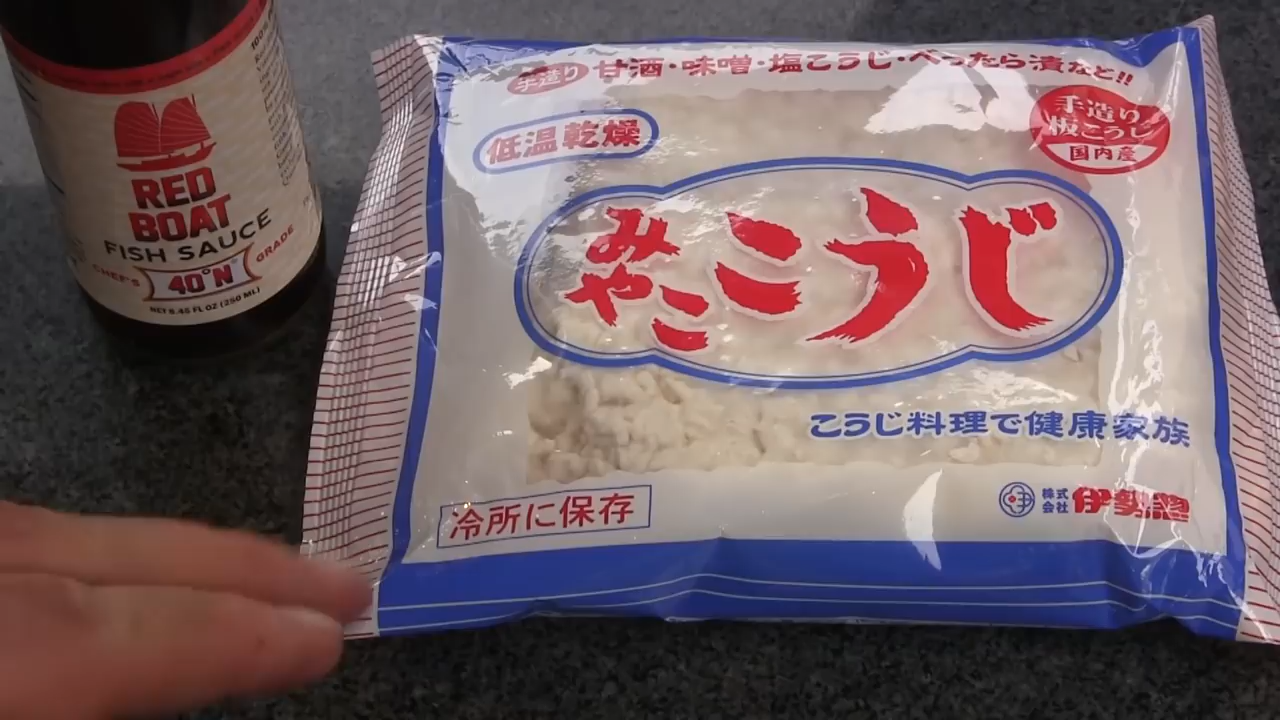 RED
BOAT
FISH SAUCE
CHEF'S 40°N GRADE
NET 8.45 FL OZ (250 ML)
手造り 甘酒・味噌・塩こうじ・べったら漬など!!
低温乾燥
手造り
板こうじ
国内産
みやここうじ
こうじ料理で健康家族
冷所に保存
株式会社 伊勢惣